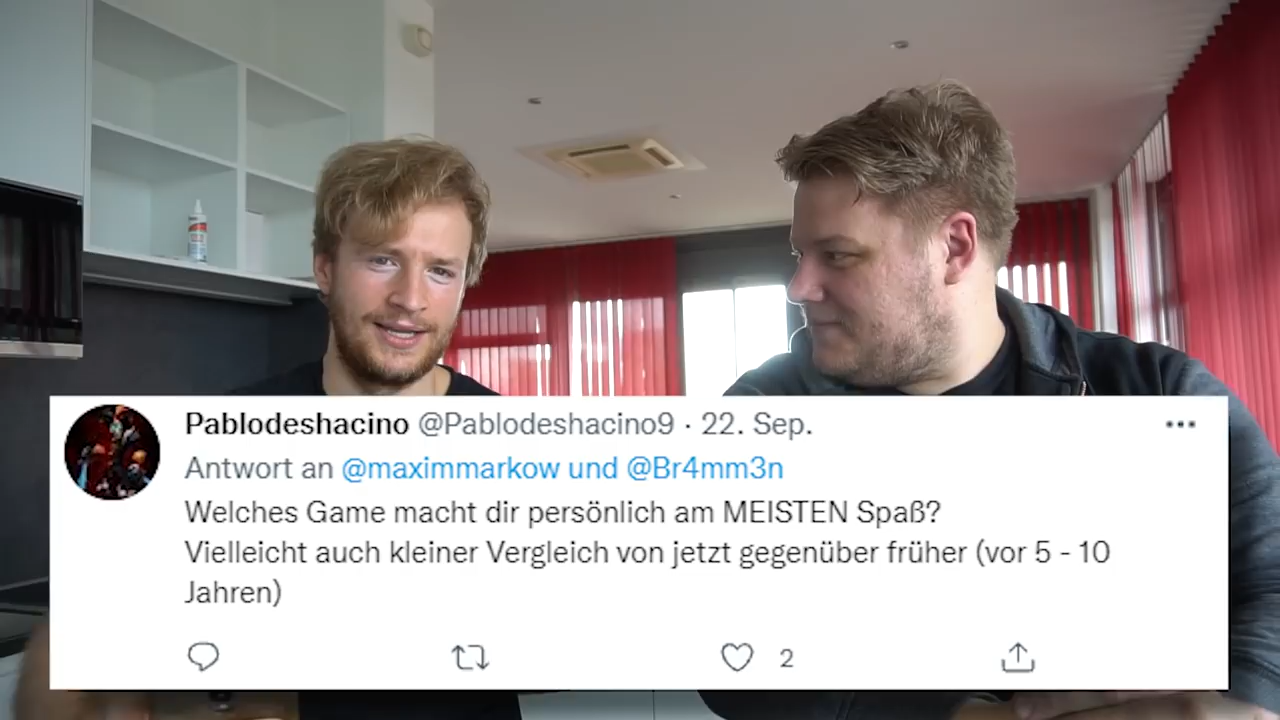 Pablodeshacino @Pablodeshacino9 · 22. Sep.
Antwort an @maximmarkow und @Br4mm3n
Welches Game macht dir persönlich am MEISTEN Spaß?
Vielleicht auch kleiner Vergleich von jetzt gegenüber früher (vor 5 - 10
Jahren)
2